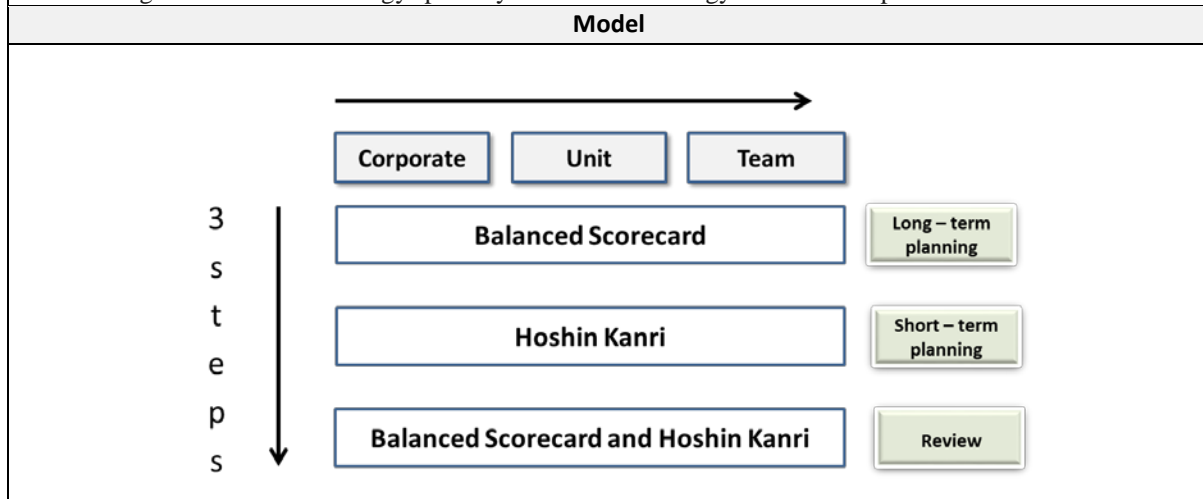 Model
Corporate
Unit
Team
3
s
t
e
p
s
Balanced Scorecard
Long – term
planning
Hoshin Kanri
Short – term
planning
Balanced Scorecard and Hoshin Kanri
Review